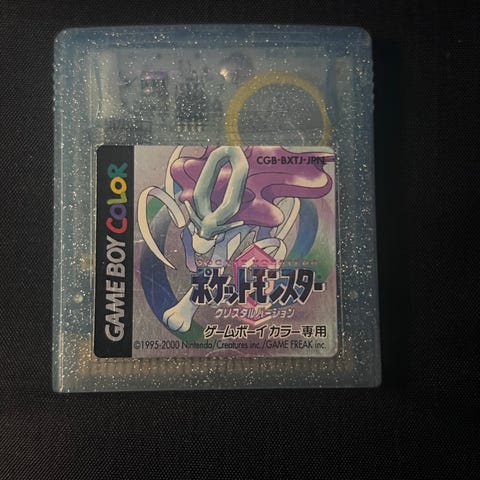 GAME BOY COLOR
CGB-BXTJ-JPN
POCKET MONSTERS
ポケットモンスター
クリスタルバージョン
ゲームボーイカラー専用
©1995-2000 Nintendo/Creatures inc./GAME FREAK inc.